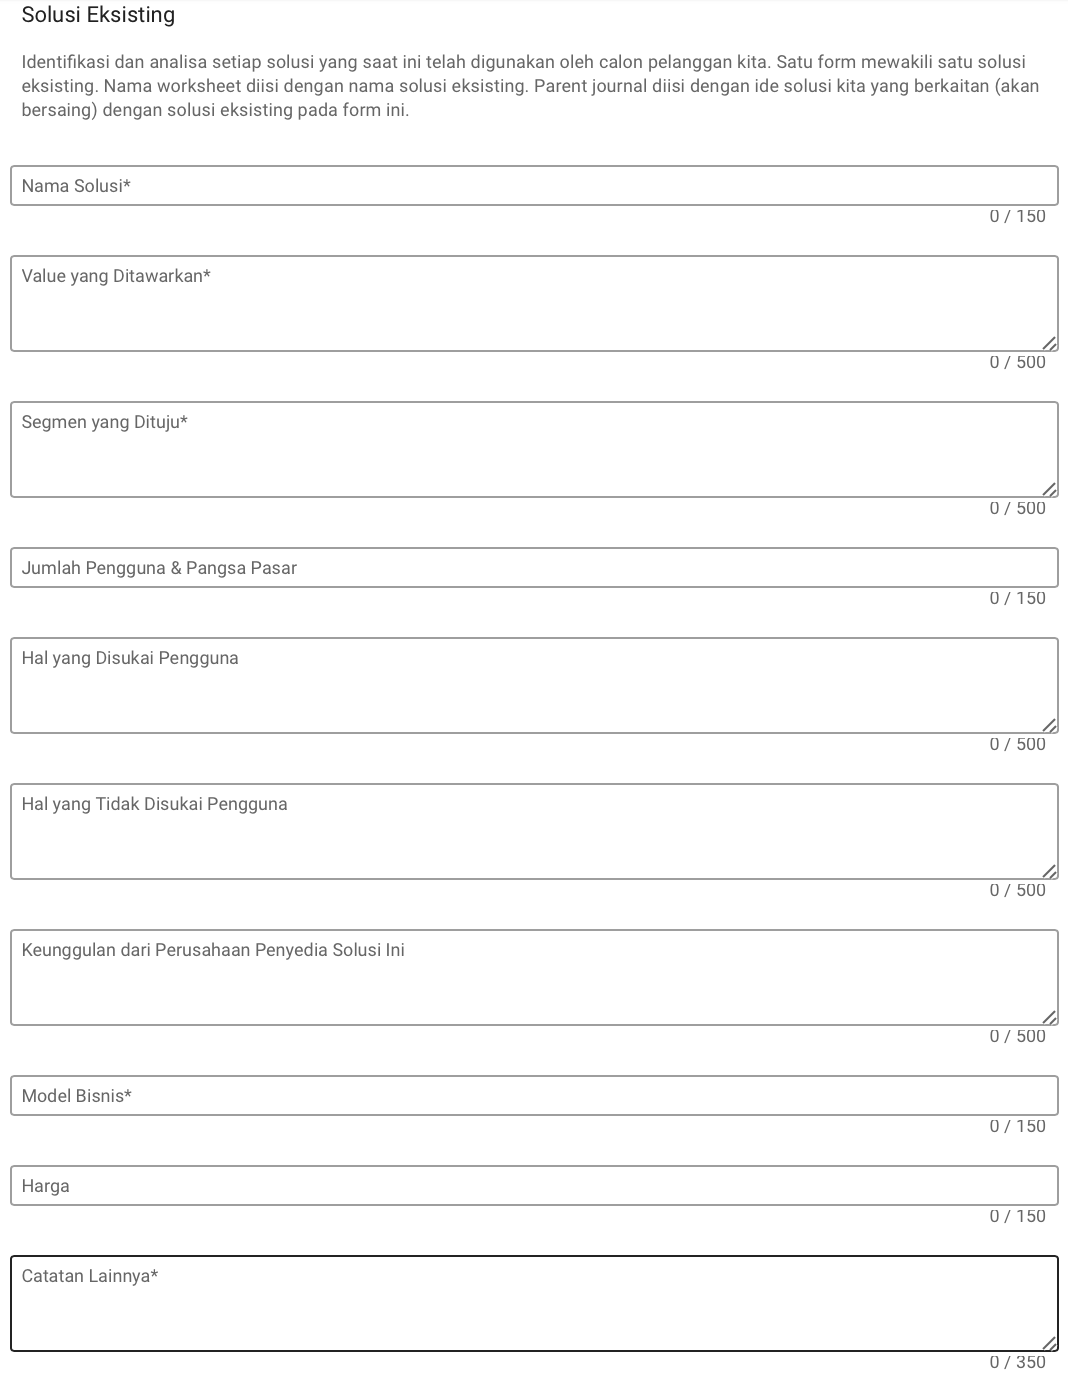 Solusi Eksisting
Identifikasi dan analisa setiap solusi yang saat ini telah digunakan oleh calon pelanggan kita. Satu form mewakili satu solusi
eksisting. Nama worksheet diisi dengan nama solusi eksisting. Parent journal diisi dengan ide solusi kita yang berkaitan (akan
bersaing) dengan solusi eksisting pada form ini.
Nama Solusi*
0 / 150
Value yang Ditawarkan*
0 / 500
Segmen yang Dituju*
0 / 500
Jumlah Pengguna & Pangsa Pasar
0 / 150
Hal yang Disukai Pengguna
0 / 500
Hal yang Tidak Disukai Pengguna
0 / 500
Keunggulan dari Perusahaan Penyedia Solusi Ini
0 / 500
Model Bisnis*
0 / 150
Harga
0 / 150
Catatan Lainnya*
0 / 350